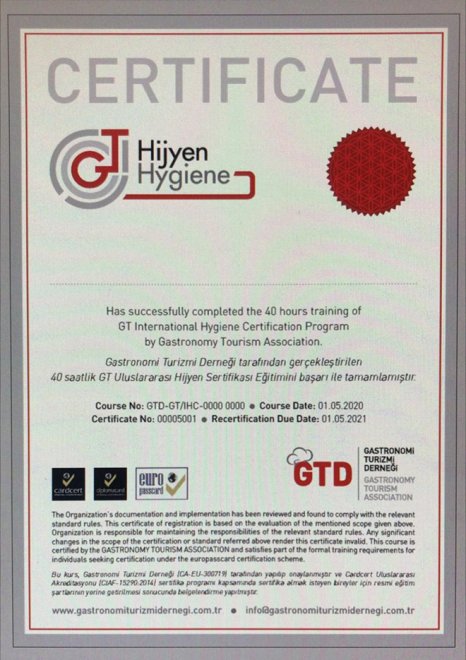 CERTIFICATE
GT
Hijyen
Hygiene
Has successfully completed the 40 hours training of
GT International Hygiene Certification Program
by Gastronomy Tourism Association.
Gastronomi Turizmi Derneği tarafından gerçekleştirilen
40 saatlik GT Uluslararası Hijyen Sertifikası Eğitimini başarı ile tamamlamıştır.
Course No: GTD-GT/IHC-0000 0000 ● Course Date: 01.05.2020
Certificate No: 00005001 ● Recertification Due Date: 01.05.2021
cardcert
diplomacard
euro
passcard
GTD
GASTRONOMİ
TURİZMİ
DERNEĞİ
GASTRONOMY
TOURISM
ASSOCIATION
The Organization's documentation and implementation has been reviewed and found to comply with the relevant
standard rules. This certificate of registration is based on the evaluation of the mentioned scope given above.
Organization is responsible for maintaining the responsibilities of the relevant standard rules. Any significant
changes in the scope of the certification or standard referred above render this certificate invalid. This course is
certified by the GASTRONOMY TOURISM ASSOCIATION and satisfies part of the formal training requirements for
individuals seeking certification under the europasscard certification scheme.
Bu kurs, Gastronomi Turizmi Derneği (CA-EU-300719) tarafından yapılıp onaylanmıştır ve Cardcert Uluslararası
Akreditasyonu (CIAF-15290.2014) sertifika programı kapsamında sertifika almak isteyen bireyler için resmi eğitim
şartlarının yerine getirilmesi sonucunda belgelendirme yapılmıştır.
www.gastronomiturizmidernegi.com.tr ● info@gastronomiturizmidernegi.com.tr